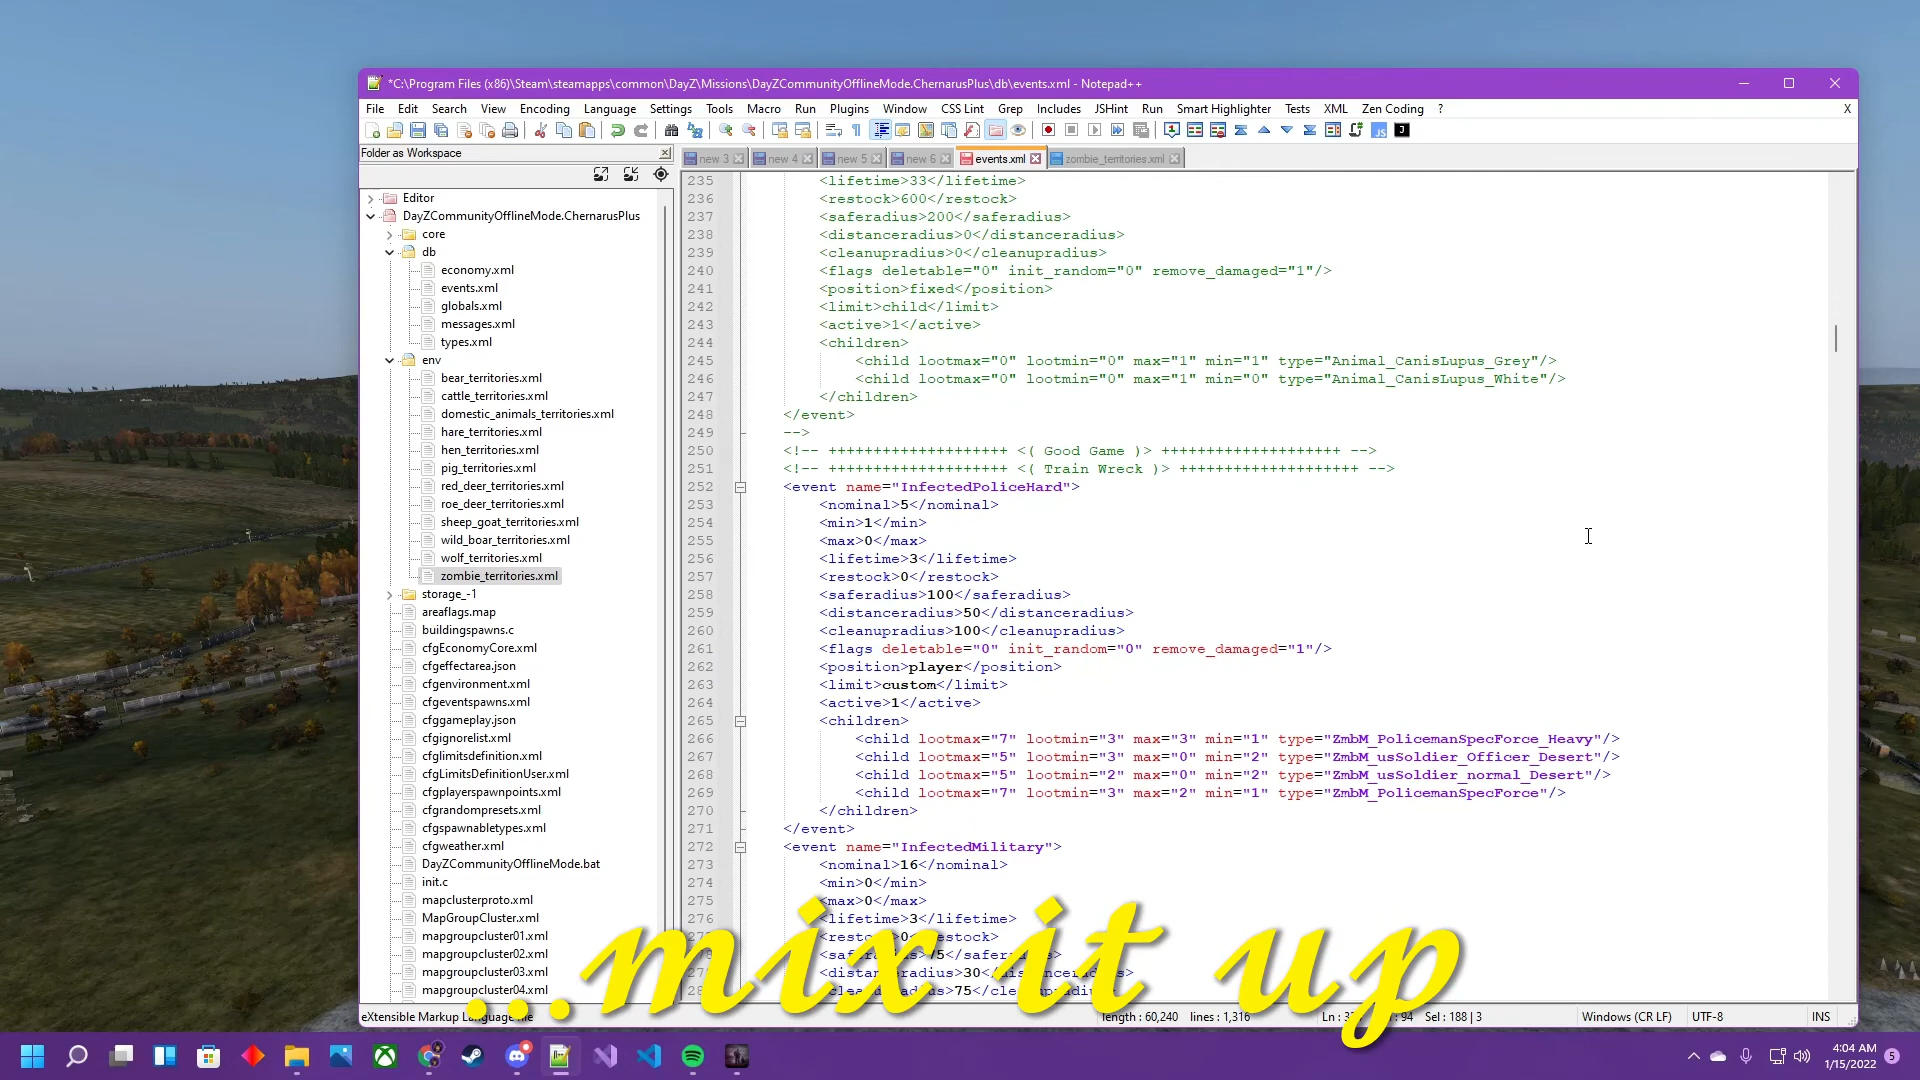 *C:\Program Files (x86)\Steam\steamapps\common\DayZ\Missions\DayZCommunityOfflineMode.ChernarusPlus\db\events.xml - Notepad++
File Edit Search View Encoding Language Settings Tools Macro Run Plugins Window CSS Lint Grep Includes JSHint Run Smart Highlighter Tests XML Zen Coding ? X
Folder as Workspace
new 3 new 4 new 5 new 6 events.xml zombie_territories.xml
Editor
DayZCommunityOfflineMode.ChernarusPlus
core
db
economy.xml
events.xml
globals.xml
messages.xml
types.xml
env
bear_territories.xml
cattle_territories.xml
domestic_animals_territories.xml
hare_territories.xml
hen_territories.xml
pig_territories.xml
red_deer_territories.xml
roe_deer_territories.xml
sheep_goat_territories.xml
wild_boar_territories.xml
wolf_territories.xml
zombie_territories.xml
storage_-1
areaflags.map
buildingspawns.c
cfgEconomyCore.xml
cfgeffectarea.json
cfgenvironment.xml
cfgeventspawns.xml
cfggameplay.json
cfgignorelist.xml
cfglimitsdefinition.xml
cfgLimitsDefinitionUser.xml
cfgplayerspawnpoints.xml
cfgrandompresets.xml
cfgspawnabletypes.xml
cfgweather.xml
DayZCommunityOfflineMode.bat
init.c
mapclusterproto.xml
MapGroupCluster.xml
mapgroupcluster01.xml
mapgroupcluster02.xml
mapgroupcluster03.xml
mapgroupcluster04.xml
235 <lifetime>33</lifetime>
236 <restock>600</restock>
237 <saferadius>200</saferadius>
238 <distanceradius>0</distanceradius>
239 <cleanupradius>0</cleanupradius>
240 <flags deletable="0" init_random="0" remove_damaged="1"/>
241 <position>fixed</position>
242 <limit>child</limit>
243 <active>1</active>
244 <children>
245 <child lootmax="0" lootmin="0" max="1" min="1" type="Animal_CanisLupus_Grey"/>
246 <child lootmax="0" lootmin="0" max="1" min="0" type="Animal_CanisLupus_White"/>
247 </children>
248 </event>
249 -->
250 <!-- ++++++++++++++++++++ <( Good Game )> ++++++++++++++++++++ -->
251 <!-- ++++++++++++++++++++ <( Train Wreck )> ++++++++++++++++++++ -->
252 <event name="InfectedPoliceHard">
253 <nominal>5</nominal>
254 <min>1</min>
255 <max>0</max>
256 <lifetime>3</lifetime>
257 <restock>0</restock>
258 <saferadius>100</saferadius>
259 <distanceradius>50</distanceradius>
260 <cleanupradius>100</cleanupradius>
261 <flags deletable="0" init_random="0" remove_damaged="1"/>
262 <position>player</position>
263 <limit>custom</limit>
264 <active>1</active>
265 <children>
266 <child lootmax="7" lootmin="3" max="3" min="1" type="ZmbM_PolicemanSpecForce_Heavy"/>
267 <child lootmax="5" lootmin="3" max="0" min="2" type="ZmbM_usSoldier_Officer_Desert"/>
268 <child lootmax="5" lootmin="2" max="0" min="2" type="ZmbM_usSoldier_normal_Desert"/>
269 <child lootmax="7" lootmin="3" max="2" min="1" type="ZmbM_PolicemanSpecForce"/>
270 </children>
271 </event>
272 <event name="InfectedMilitary">
273 <nominal>16</nominal>
274 <min>0</min>
275 <max>0</max>
276 <lifetime>3</lifetime>
<distanceradius>30
75
...mix it up
length : 60,240 lines : 1,316 Sel : 188 | 3 Windows (CR LF) UTF-8 INS
4:04 AM
1/15/2022
5